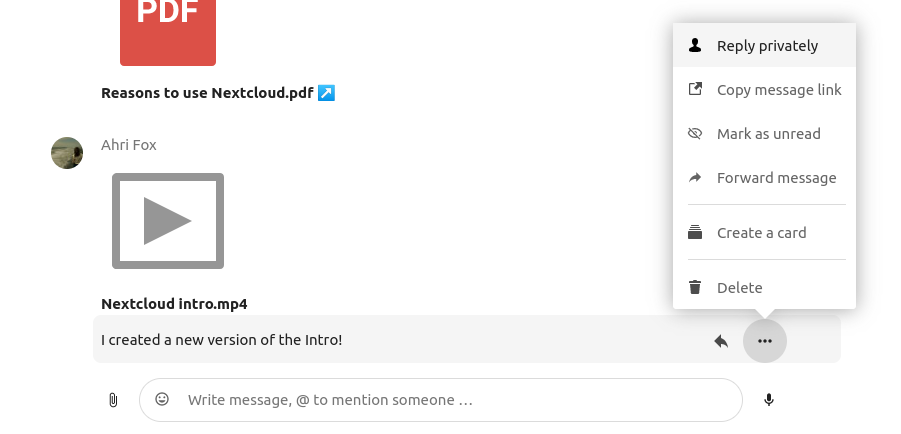 PDF
Reasons to use Nextcloud.pdf ↗
Ahri Fox
Nextcloud intro.mp4
I created a new version of the Intro!
Write message, @ to mention someone …
Reply privately
Copy message link
Mark as unread
Forward message
Create a card
Delete